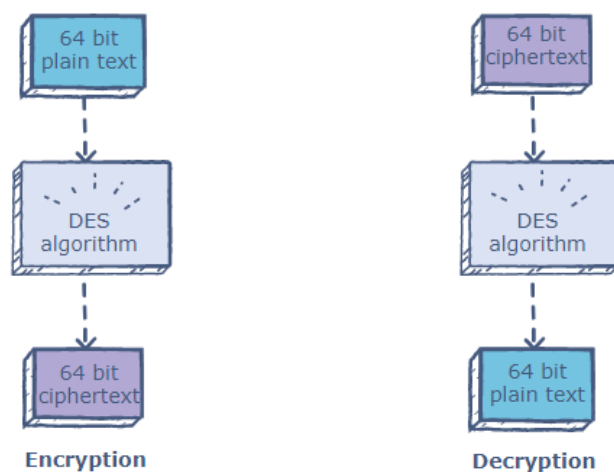 64 bit
plain text
DES
algorithm
64 bit
ciphertext
Encryption
64 bit
ciphertext
DES
algorithm
64 bit
plain text
Decryption